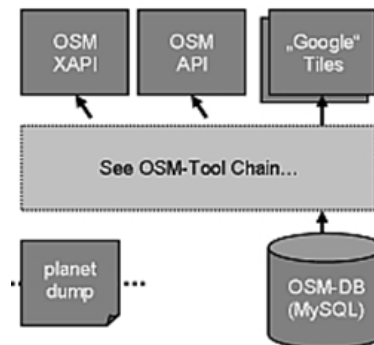 OSM
XAPI
OSM
API
„Google“
Tiles
See OSM-Tool Chain...
planet
dump
OSM-DB
(MySQL)